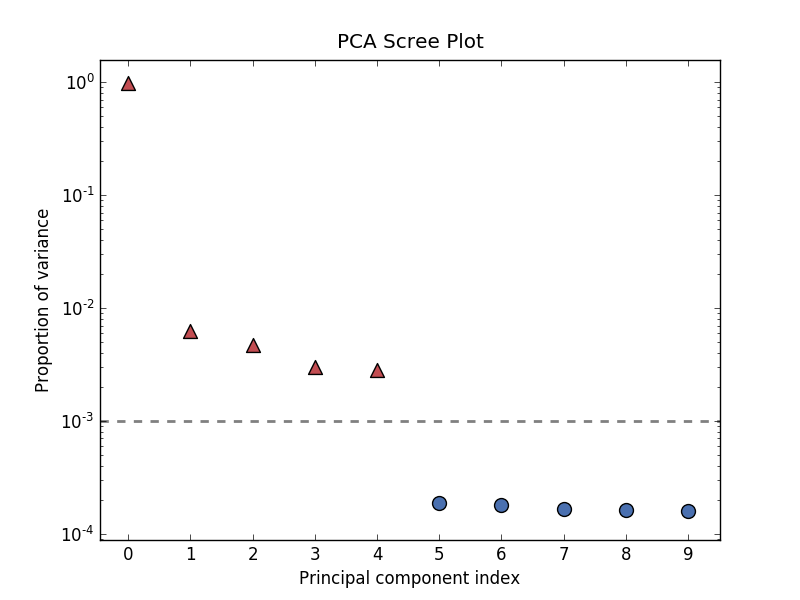 PCA Scree Plot
Proportion of variance
10^0
10^-1
10^-2
10^-3
10^-4
0 1 2 3 4 5 6 7 8 9
Principal component index